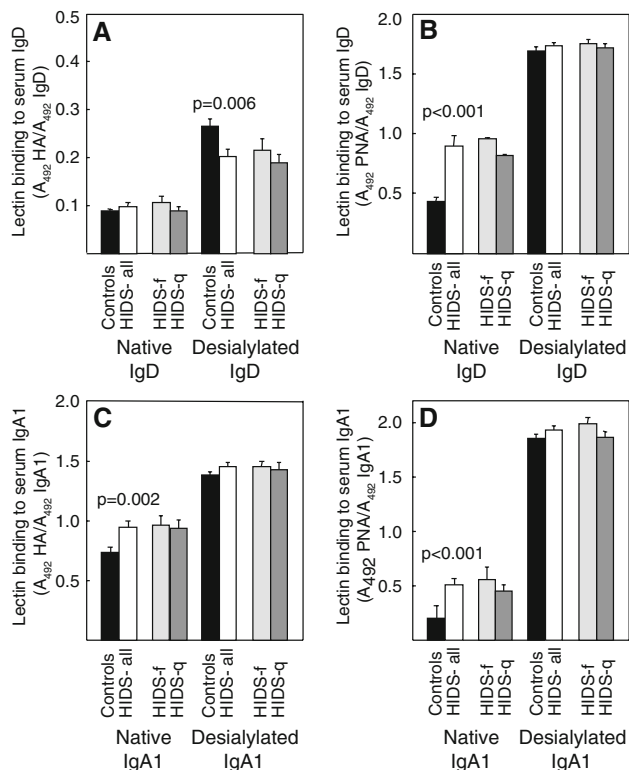 A
Lectin binding to serum IgD
(A492 HA/A492 IgD)
0.5
0.4
0.3
0.2
0.1
p=0.006
Controls
HIDS- all
HIDS-f
HIDS-q
Controls
HIDS- all
HIDS-f
HIDS-q
Native
IgD
Desialylated
IgD
B
Lectin binding to serum IgD
(A492 PNA/A492 IgD)
2.0
1.5
1.0
0.5
p<0.001
Controls
HIDS- all
HIDS-f
HIDS-q
Controls
HIDS- all
HIDS-f
HIDS-q
Native
IgD
Desialylated
IgD
C
Lectin binding to serum IgA1
(A492 HA/A492 IgA1)
2.0
1.5
1.0
0.5
p=0.002
Controls
HIDS- all
HIDS-f
HIDS-q
Controls
HIDS- all
HIDS-f
HIDS-q
Native
IgA1
Desialylated
IgA1
D
Lectin binding to serum IgA1
(A492 PNA/A492 IgA1)
2.0
1.5
1.0
0.5
p<0.001
Controls
HIDS- all
HIDS-f
HIDS-q
Controls
HIDS- all
HIDS-f
HIDS-q
Native
IgA1
Desialylated
IgA1